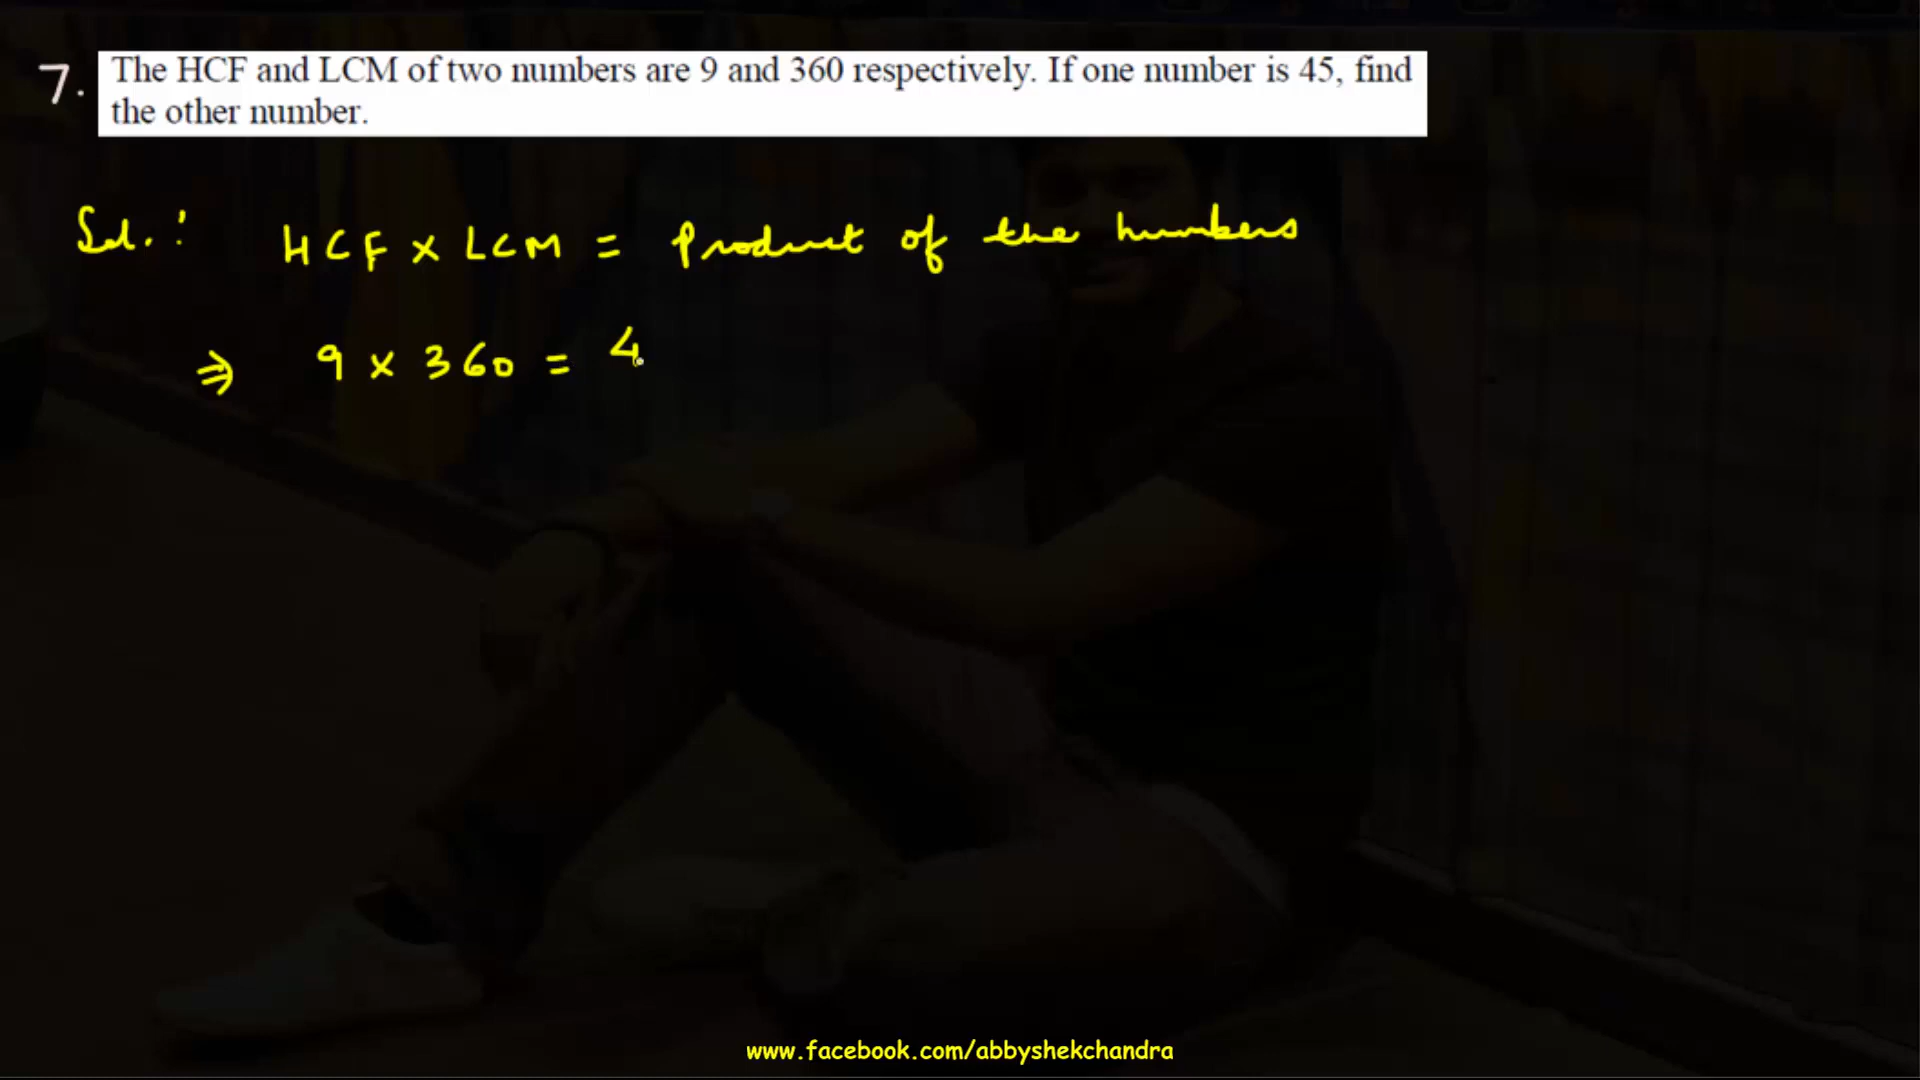 7. The HCF and LCM of two numbers are 9 and 360 respectively. If one number is 45, find
the other number.
Sol. : HCF x LCM = Product of the numbers
⇒ 9 x 360 = 4
www.facebook.com/abbyshekchandra